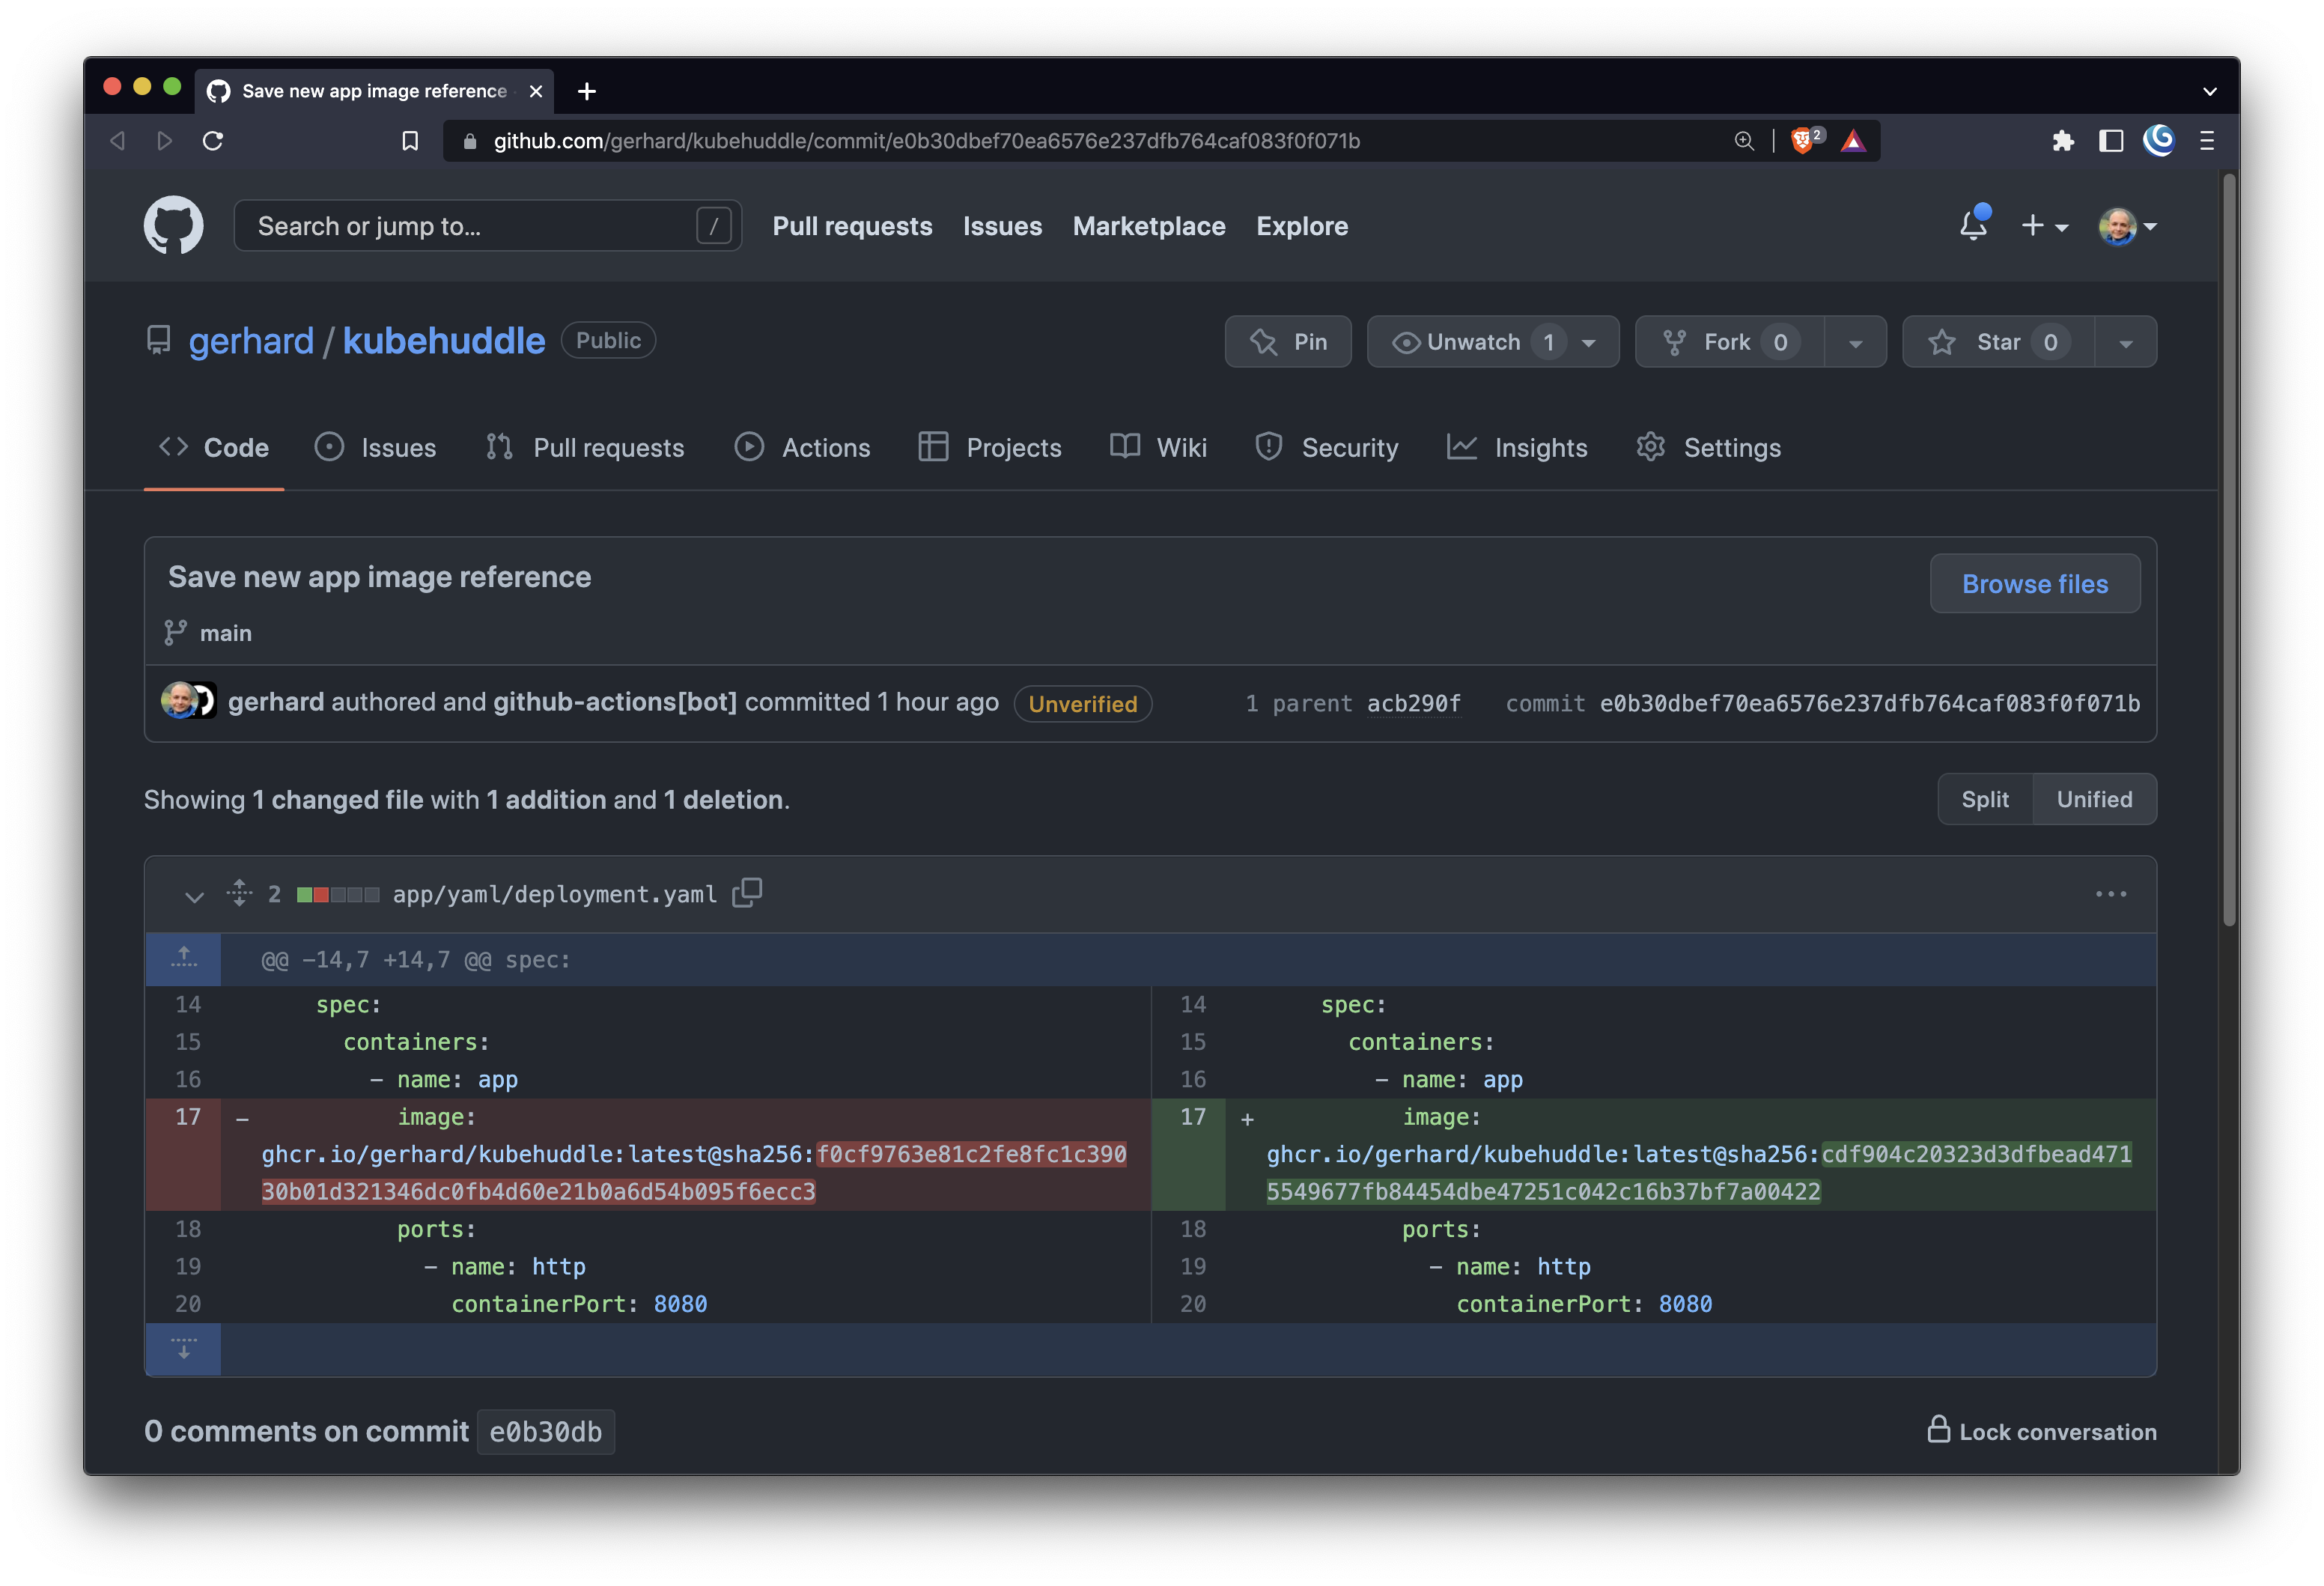 Save new app image reference
github.com/gerhard/kubehuddle/commit/e0b30dbef70ea6576e237dfb764caf083f0f071b
2
Search or jump to...
/
Pull requests
Issues
Marketplace
Explore
gerhard / kubehuddle
Public
Pin
Unwatch 1
Fork 0
Star 0
Code
Issues
Pull requests
Actions
Projects
Wiki
Security
Insights
Settings
Save new app image reference
Browse files
main
gerhard authored and github-actions[bot] committed 1 hour ago
Unverified
1 parent acb290f
commit e0b30dbef70ea6576e237dfb764caf083f0f071b
Showing 1 changed file with 1 addition and 1 deletion.
Split
Unified
2
app/yaml/deployment.yaml
@@ -14,7 +14,7 @@ spec:
14 spec:
15 containers:
16 - name: app
17 - image:
ghcr.io/gerhard/kubehuddle:latest@sha256:f0cf9763e81c2fe8fc1c390
30b01d321346dc0fb4d60e21b0a6d54b095f6ecc3
18 ports:
19 - name: http
20 containerPort: 8080
14 spec:
15 containers:
16 - name: app
17 + image:
ghcr.io/gerhard/kubehuddle:latest@sha256:cdf904c20323d3dfbead471
5549677fb84454dbe47251c042c16b37bf7a00422
18 ports:
19 - name: http
20 containerPort: 8080
0 comments on commit e0b30db
Lock conversation